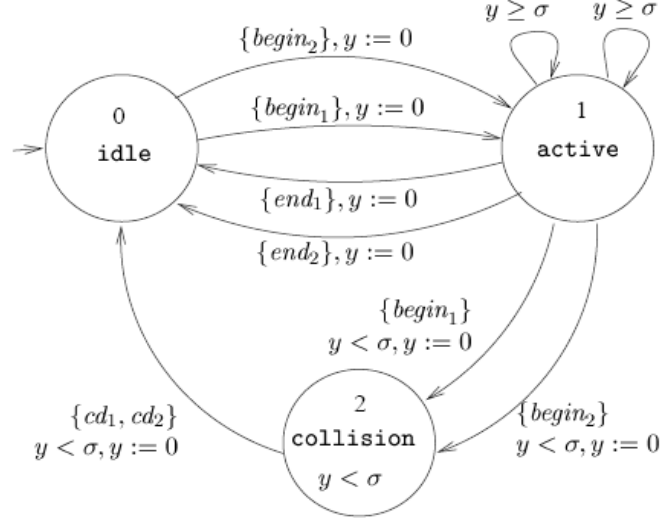 y ≥ σ
y ≥ σ
{begin₂}, y := 0
{begin₁}, y := 0
0
idle
1
active
{end₁}, y := 0
{end₂}, y := 0
{begin₁}
y < σ, y := 0
{begin₂}
y < σ, y := 0
2
collision
y < σ
{cd₁, cd₂}
y < σ, y := 0